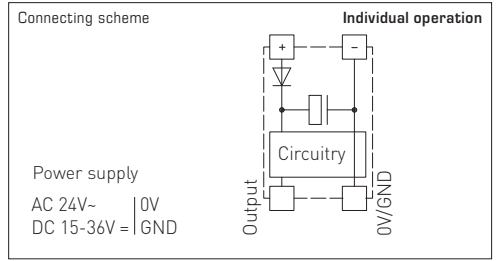 Connecting scheme
Individual operation
+ −
Circuitry
Power supply
AC 24V~ 0V
DC 15-36V = GND
Output
0V/GND